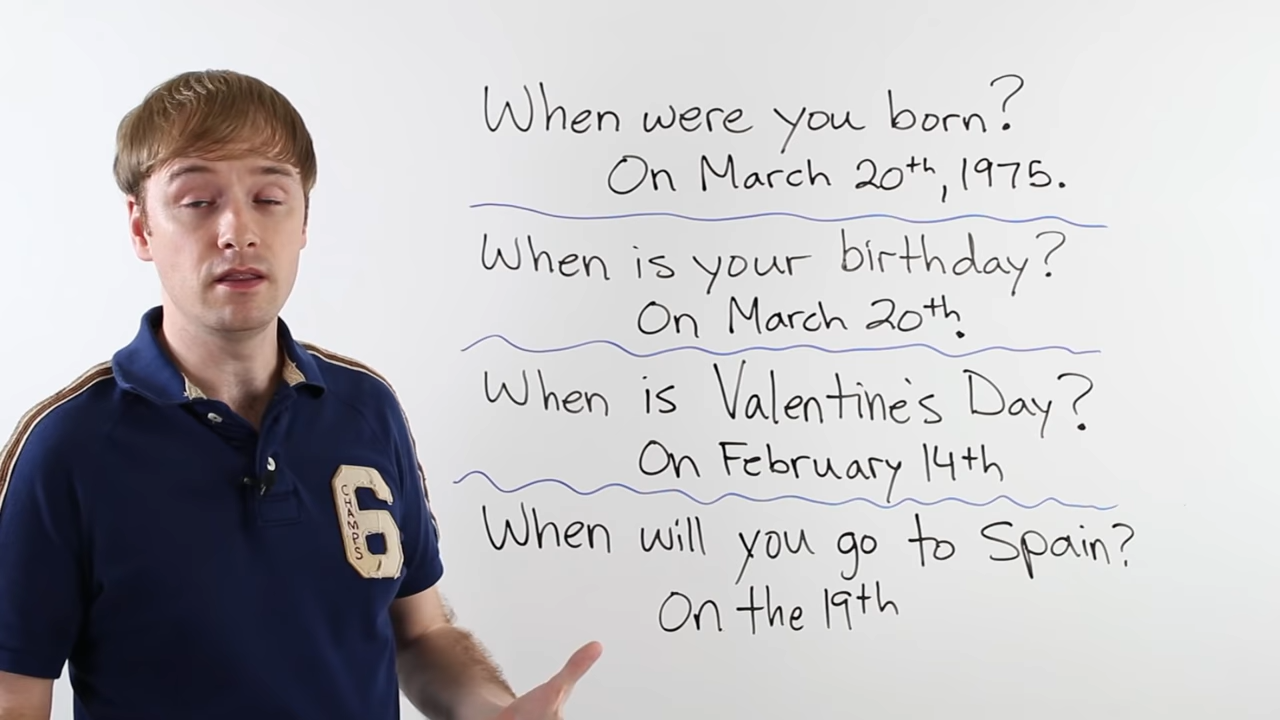 When were you born?
On March 20th, 1975.
When is your birthday?
On March 20th.
When is Valentine's Day?
On February 14th
When will you go to Spain?
On the 19th
6
CHAMPS